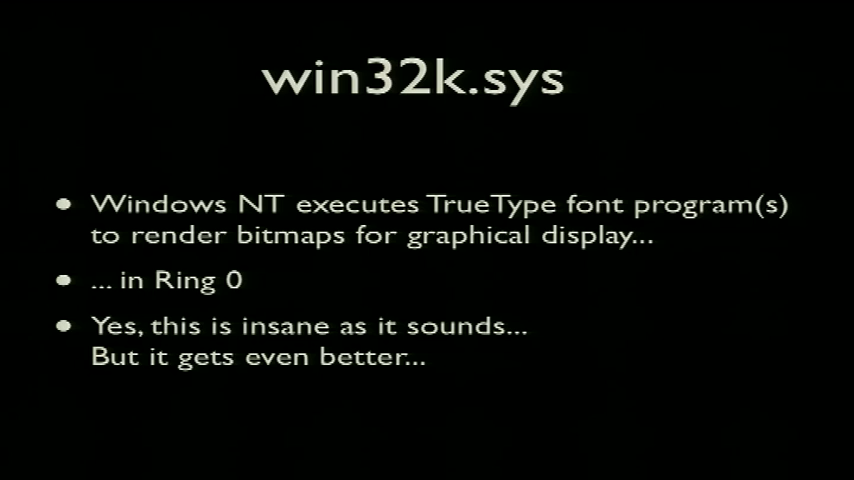 win32k.sys
● Windows NT executes TrueType font program(s)
to render bitmaps for graphical display...
● ... in Ring 0
● Yes, this is insane as it sounds...
But it gets even better...